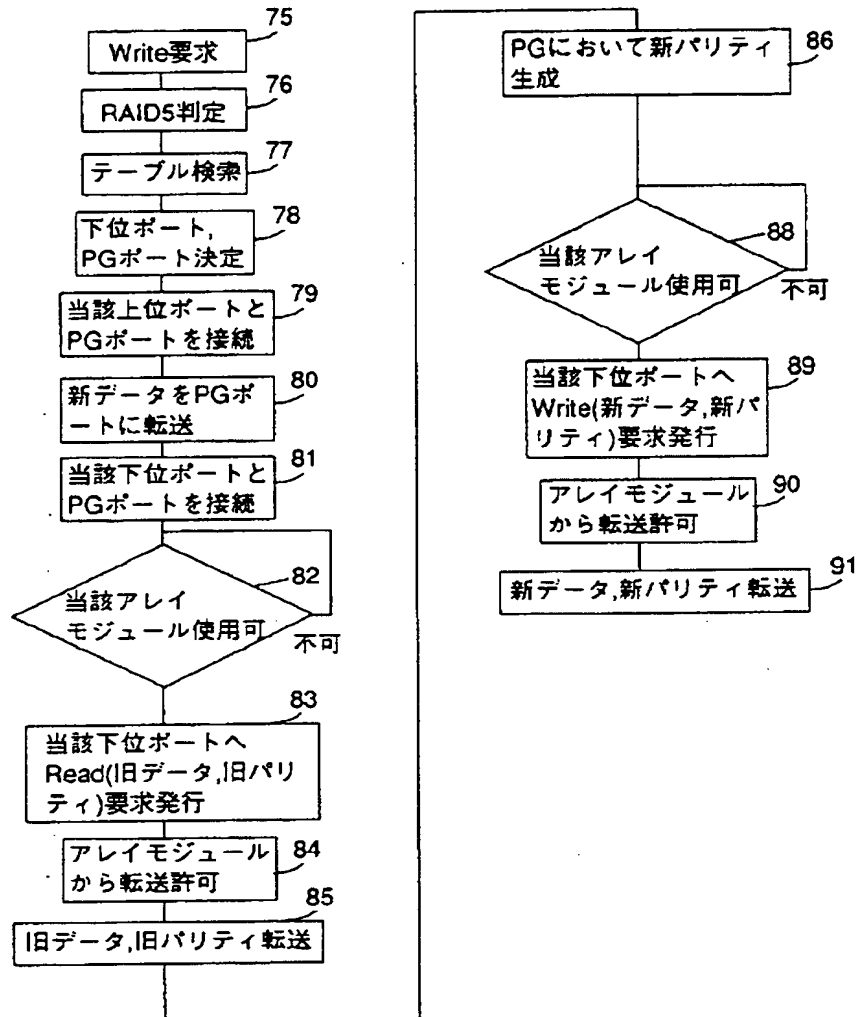 75
Write要求
76
RAID5判定
77
テーブル検索
78
下位ポート,
PGポート決定
79
当該上位ポートと
PGポートを接続
80
新データをPGポ
ートに転送
81
当該下位ポートと
PGポートを接続
82
当該アレイ
モジュール使用可
不可
83
当該下位ポートへ
Read(旧データ,旧パリ
ティ)要求発行
84
アレイモジュール
から転送許可
85
旧データ,旧パリティ転送
86
PGにおいて新パリティ
生成
88
当該アレイ
モジュール使用可
不可
89
当該下位ポートへ
Write(新データ,新パ
リティ)要求発行
90
アレイモジュール
から転送許可
91
新データ,新パリティ転送